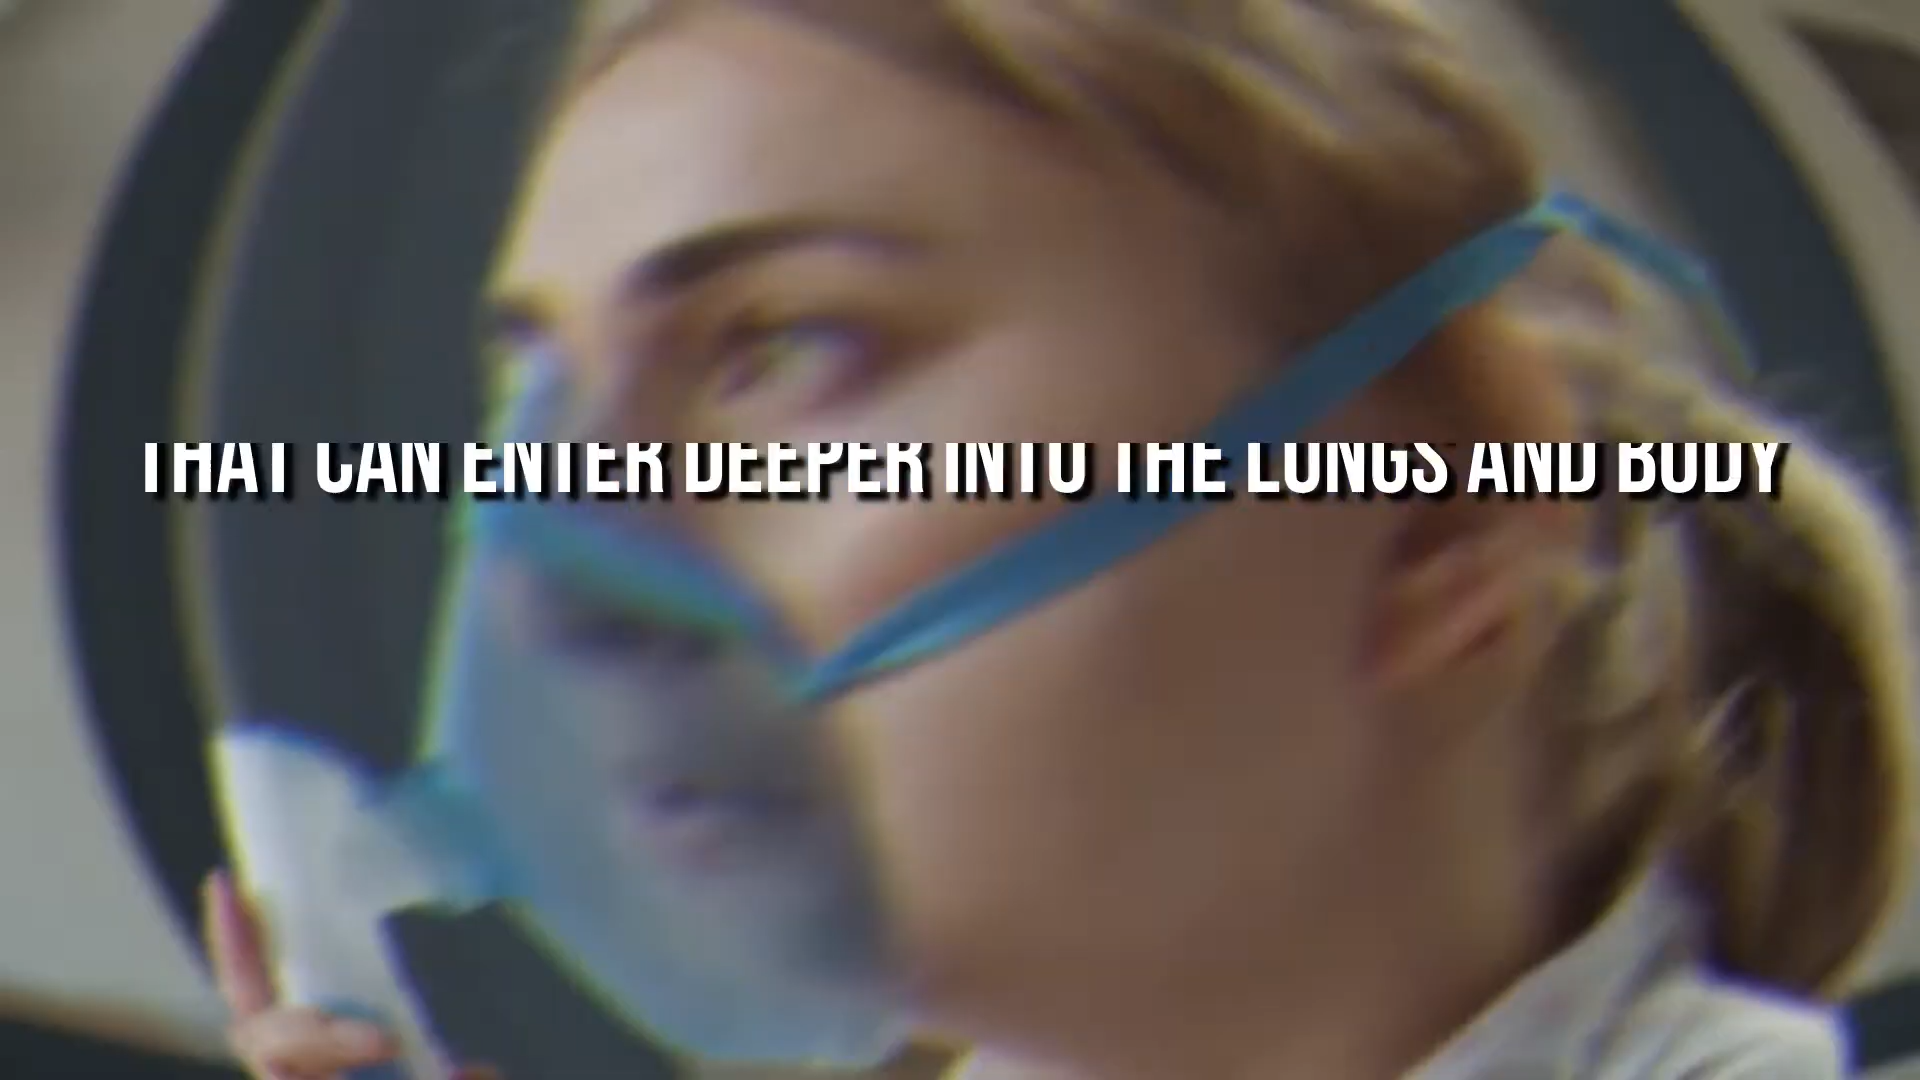 THAT CAN ENTER DEEPER INTO THE LUNGS AND BODY